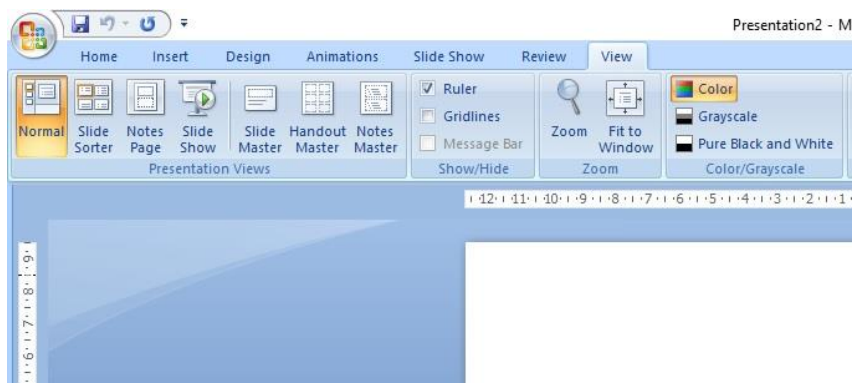 Presentation2 - M
Home Insert Design Animations Slide Show Review View
Normal Slide Sorter Notes Page Slide Show Slide Master Handout Master Notes Master
Presentation Views
Ruler
Gridlines
Message Bar
Show/Hide
Zoom Fit to Window
Zoom
Color
Grayscale
Pure Black and White
Color/Grayscale
12 11 10 9 8 7 6 5 4 3 2 1
9
8
7
6